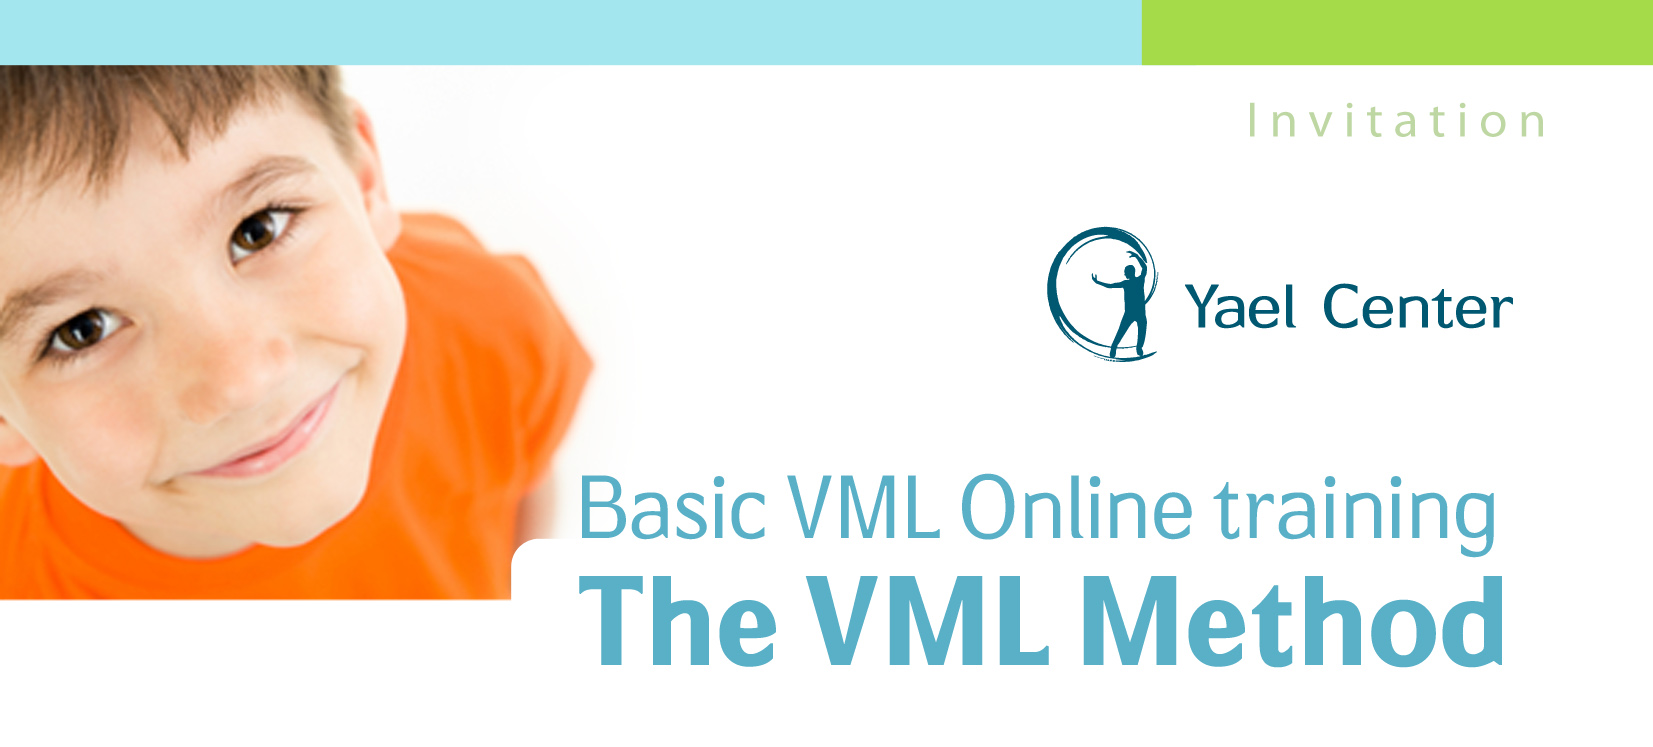 Invitation
Yael Center
Basic VML Online training
The VML Method